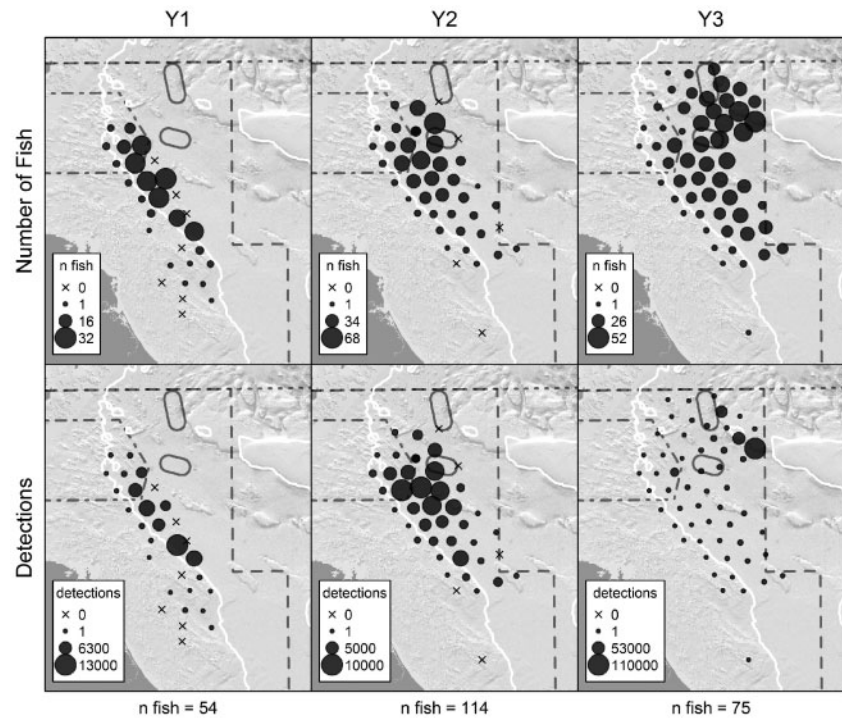 Y1 Y2 Y3
Number of Fish
n fish
× 0
1
16
32
n fish
× 0
1
34
68
n fish
× 0
1
26
52
Detections
detections
× 0
1
6300
13000
detections
× 0
1
5000
10000
detections
× 0
1
53000
110000
n fish = 54 n fish = 114 n fish = 75